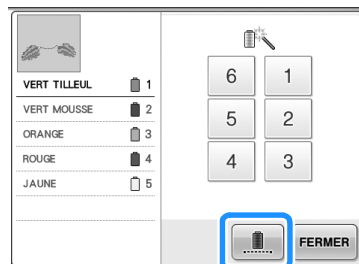 VERT TILLEUL 1
VERT MOUSSE 2
ORANGE 3
ROUGE 4
JAUNE 5
6 1
5 2
4 3
FERMER